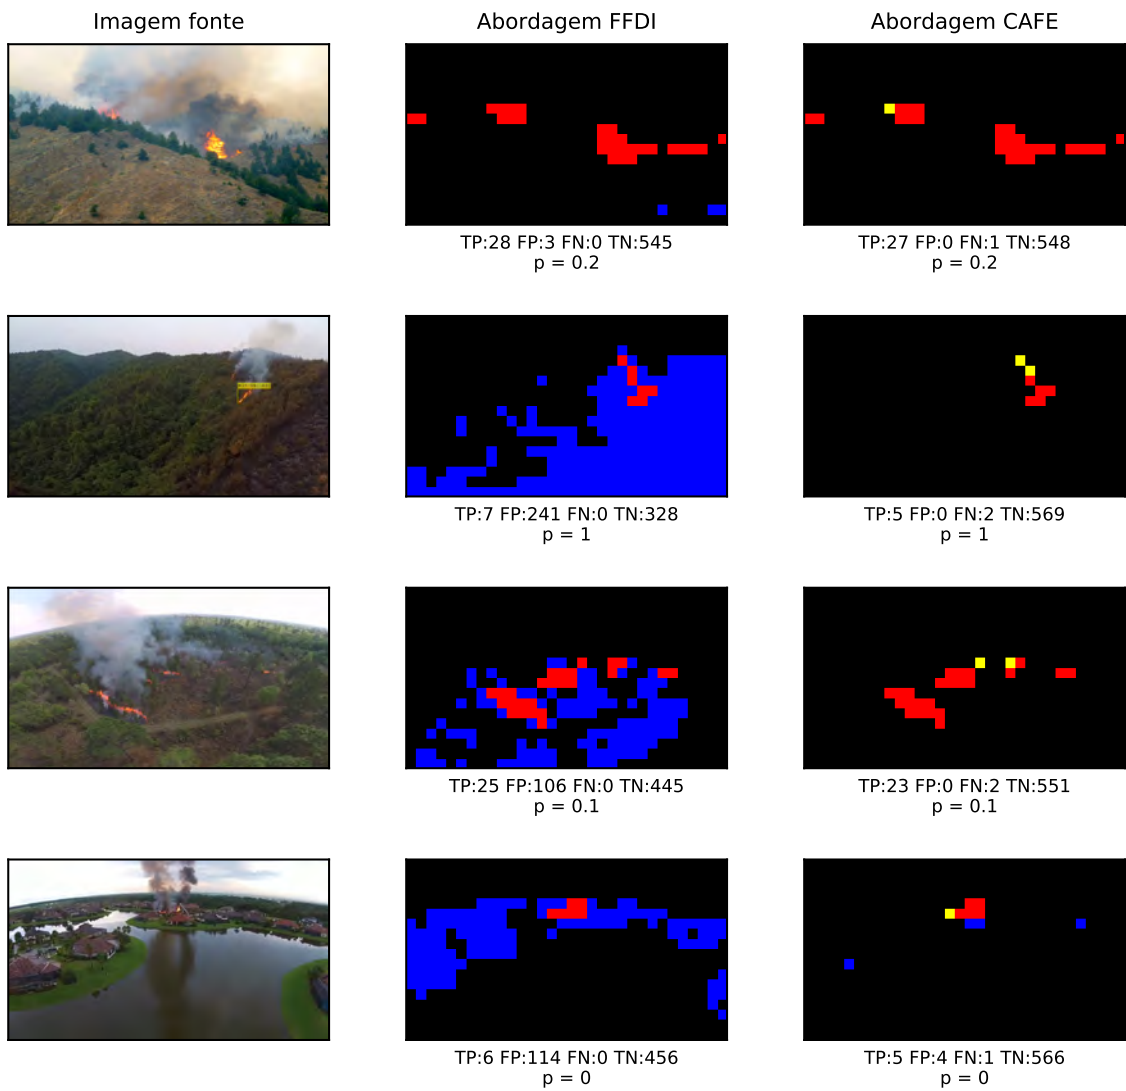 Imagem fonte
Abordagem FFDI
Abordagem CAFE
TP:28 FP:3 FN:0 TN:545
p = 0.2
TP:27 FP:0 FN:1 TN:548
p = 0.2
TP:7 FP:241 FN:0 TN:328
p = 1
TP:5 FP:0 FN:2 TN:569
p = 1
TP:25 FP:106 FN:0 TN:445
p = 0.1
TP:23 FP:0 FN:2 TN:551
p = 0.1
TP:6 FP:114 FN:0 TN:456
p = 0
TP:5 FP:4 FN:1 TN:566
p = 0